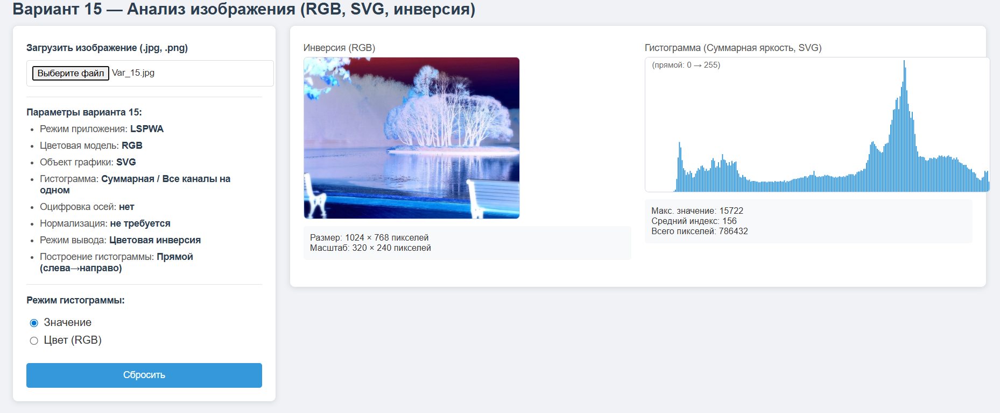 Вариант 15 — Анализ изображения (RGB, SVG, инверсия)
Загрузить изображение (.jpg, .png)
Выберите файл Var_15.jpg
Параметры варианта 15:
• Режим приложения: LSPWA
• Цветовая модель: RGB
• Объект графики: SVG
• Гистограмма: Суммарная / Все каналы на
одном
• Оцифровка осей: нет
• Нормализация: не требуется
• Режим вывода: Цветовая инверсия
• Построение гистограммы: Прямой
(слева→направо)
Режим гистограммы:
Значение
Цвет (RGB)
Сбросить
Инверсия (RGB)
Размер: 1024 × 768 пикселей
Масштаб: 320 × 240 пикселей
Гистограмма (Суммарная яркость, SVG)
(прямой: 0 → 255)
Макс. значение: 15722
Средний индекс: 156
Всего пикселей: 786432